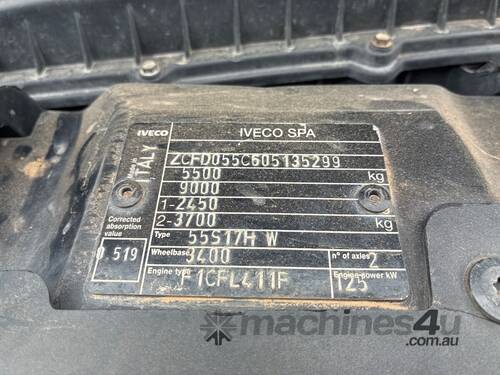 IVECO IVECO SPA
Made in ITALY
ZCFD055C605135299
5500 kg
9000
1-2450
2-3700 kg
Corrected absorption value
0.519
Type 55S17H W
Wheelbase 3400 n° of axles 2
Engine type F1CFL411F Engine power kW 125
machines4u
.com.au